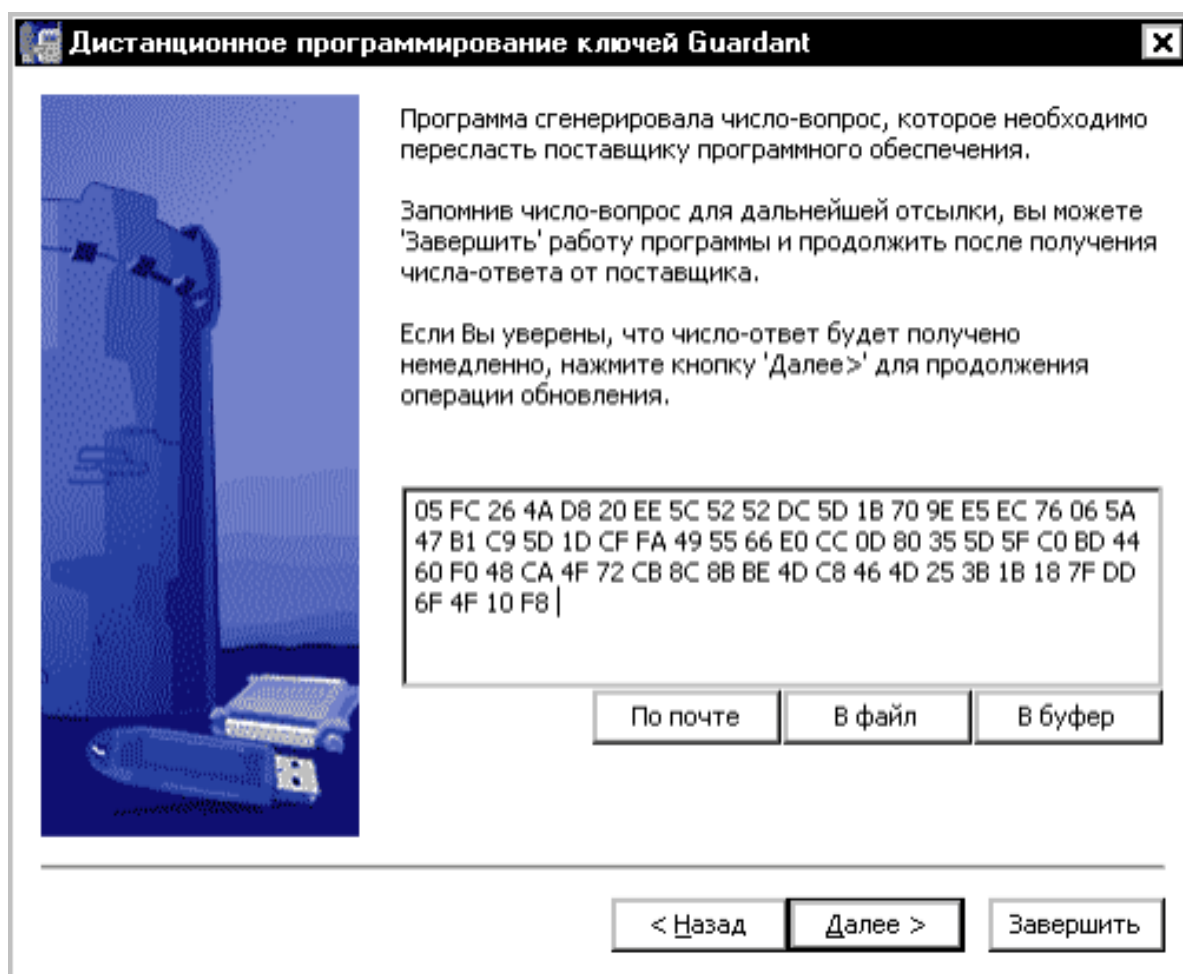 Дистанционное программирование ключей Guardant
Программа сгенерировала число-вопрос, которое необходимо
пересласть поставщику программного обеспечения.
Запомнив число-вопрос для дальнейшей отсылки, вы можете
'Завершить' работу программы и продолжить после получения
числа-ответа от поставщика.
Если Вы уверены, что число-ответ будет получено
немедленно, нажмите кнопку 'Далее>' для продолжения
операции обновления.
05 FC 26 4A D8 20 EE 5C 52 52 DC 5D 1B 70 9E E5 EC 76 06 5A
47 B1 C9 5D 1D CF FA 49 55 66 E0 CC 0D 80 35 5D 5F C0 BD 44
60 F0 48 CA 4F 72 CB 8C 8B BE 4D C8 46 4D 25 3B 1B 18 7F DD
6F 4F 10 F8
По почте В файл В буфер
< Назад Далее > Завершить